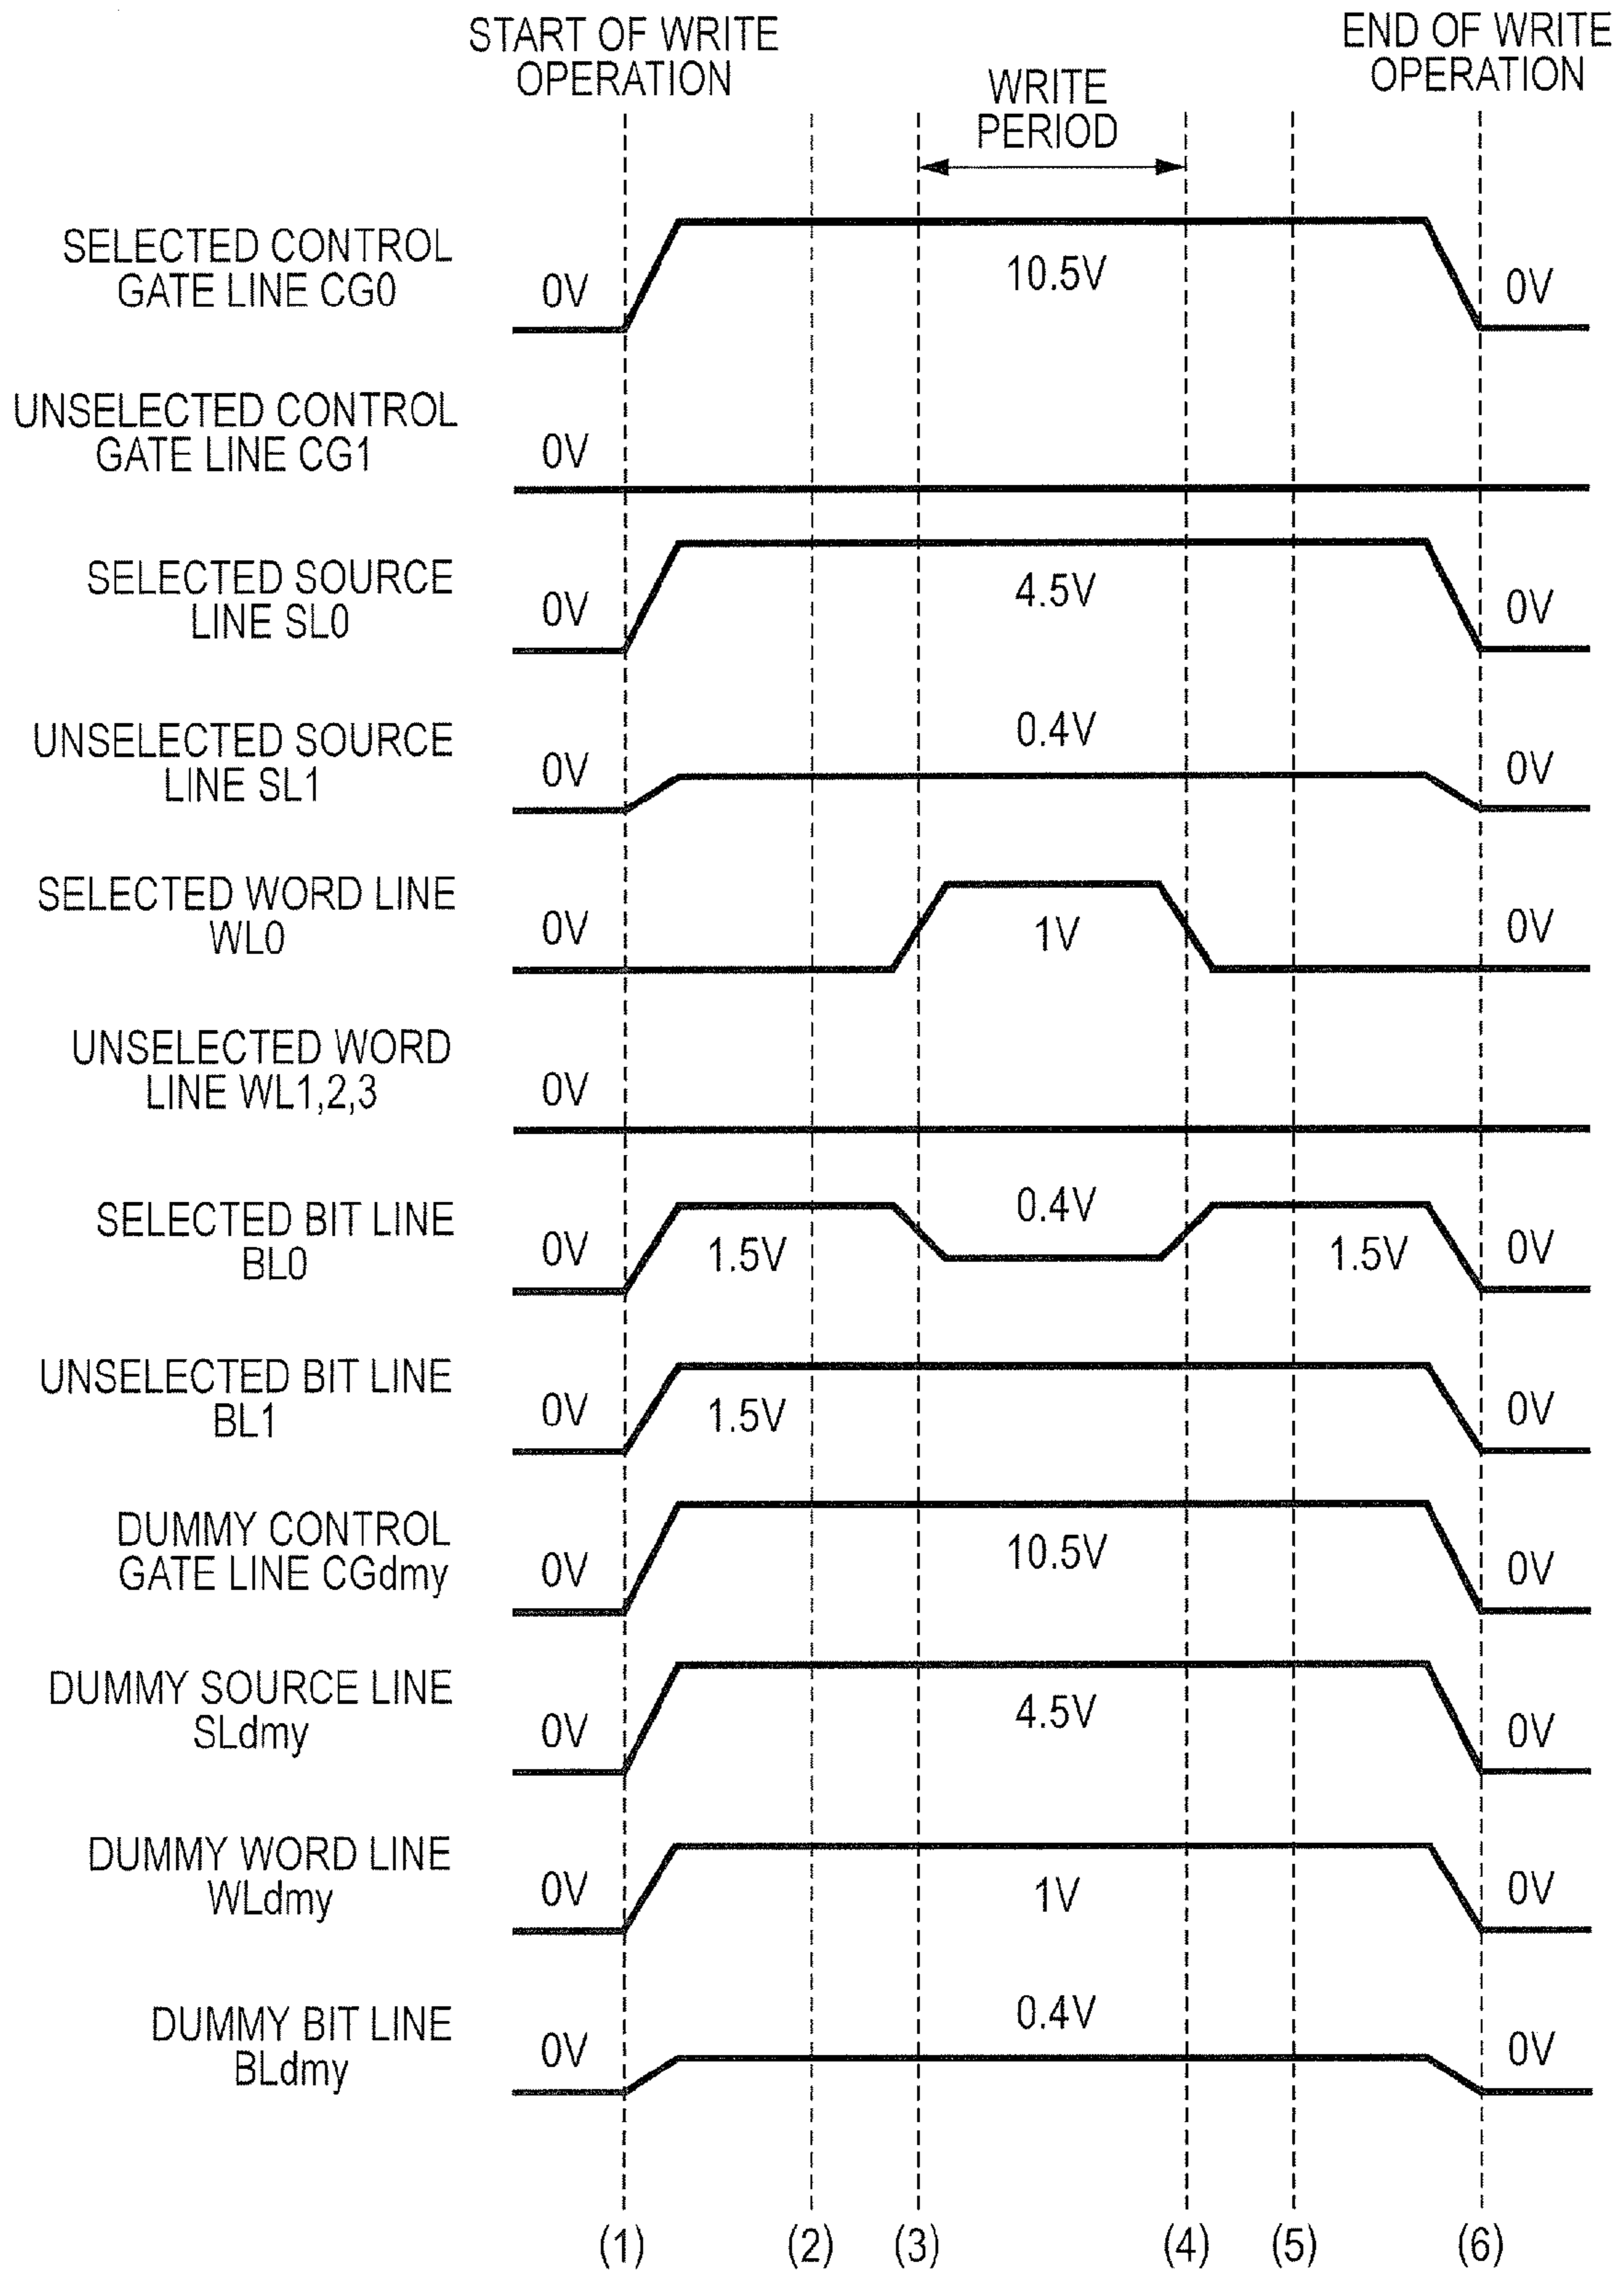 START OF WRITE
OPERATION
WRITE
PERIOD
END OF WRITE
OPERATION
SELECTED CONTROL
GATE LINE CG0
0V
10.5V
0V
UNSELECTED CONTROL
GATE LINE CG1
0V
SELECTED SOURCE
LINE SL0
0V
4.5V
0V
UNSELECTED SOURCE
LINE SL1
0V
0.4V
0V
SELECTED WORD LINE
WL0
0V
1V
0V
UNSELECTED WORD
LINE WL1,2,3
0V
SELECTED BIT LINE
BL0
0V
1.5V
0.4V
1.5V
0V
UNSELECTED BIT LINE
BL1
0V
1.5V
0V
DUMMY CONTROL
GATE LINE CGdmy
0V
10.5V
0V
DUMMY SOURCE LINE
SLdmy
0V
4.5V
0V
DUMMY WORD LINE
WLdmy
0V
1V
0V
DUMMY BIT LINE
BLdmy
0V
0.4V
0V
(1) (2) (3) (4) (5) (6)